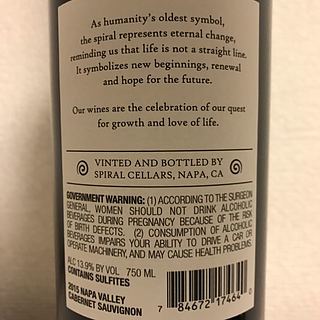 As humanity's oldest symbol,
the spiral represents eternal change,
reminding us that life is not a straight line.
It symbolizes new beginnings, renewal
and hope for the future.
Our wines are the celebration of our quest
for growth and love of life.
VINTED AND BOTTLED BY
SPIRAL CELLARS, NAPA, CA
GOVERNMENT WARNING: (1) ACCORDING TO THE SURGEON
GENERAL, WOMEN SHOULD NOT DRINK ALCOHOLIC
BEVERAGES DURING PREGNANCY BECAUSE OF THE RISK
OF BIRTH DEFECTS. (2) CONSUMPTION OF ALCOHOLIC
BEVERAGES IMPAIRS YOUR ABILITY TO DRIVE A CAR OR
OPERATE MACHINERY, AND MAY CAUSE HEALTH PROBLEMS.
ALC 13.9% BY VOL 750 ML
CONTAINS SULFITES
2015 NAPA VALLEY
CABERNET SAUVIGNON
7 84672 17464 0